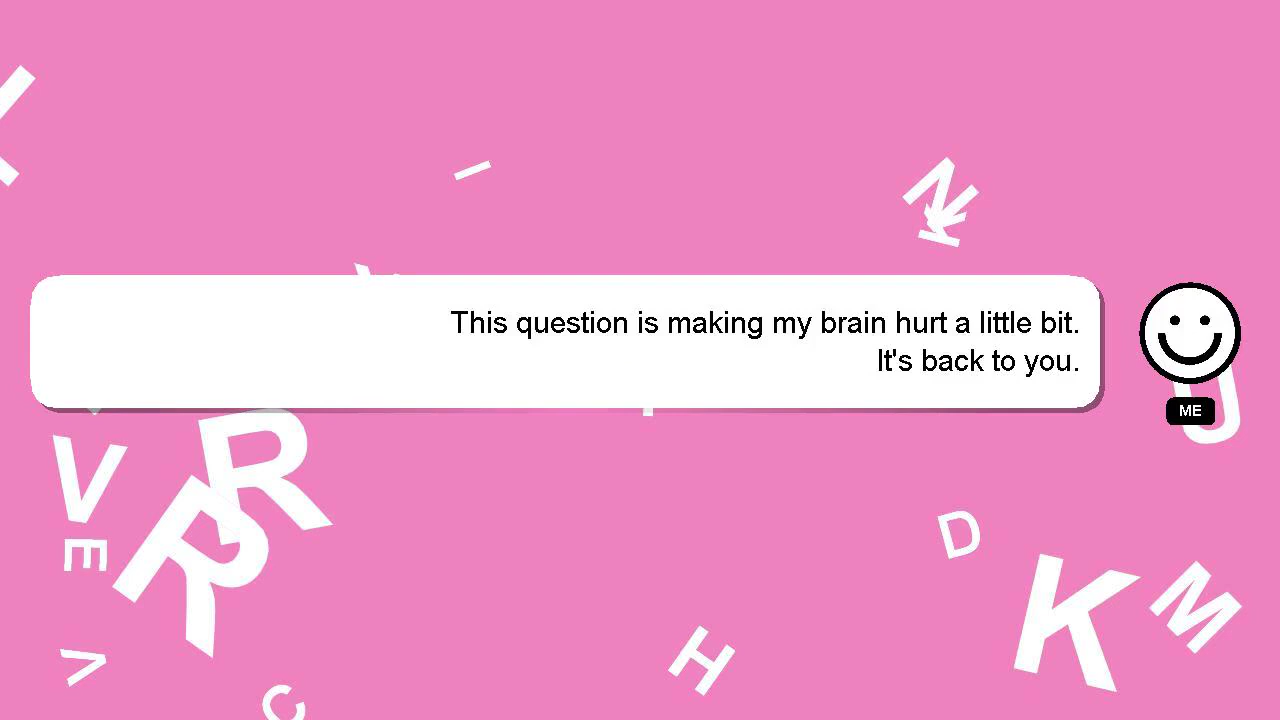 I
N
K
This question is making my brain hurt a little bit.
It's back to you.
ME
U
V
R
R
E
D
K
M
H
V
C